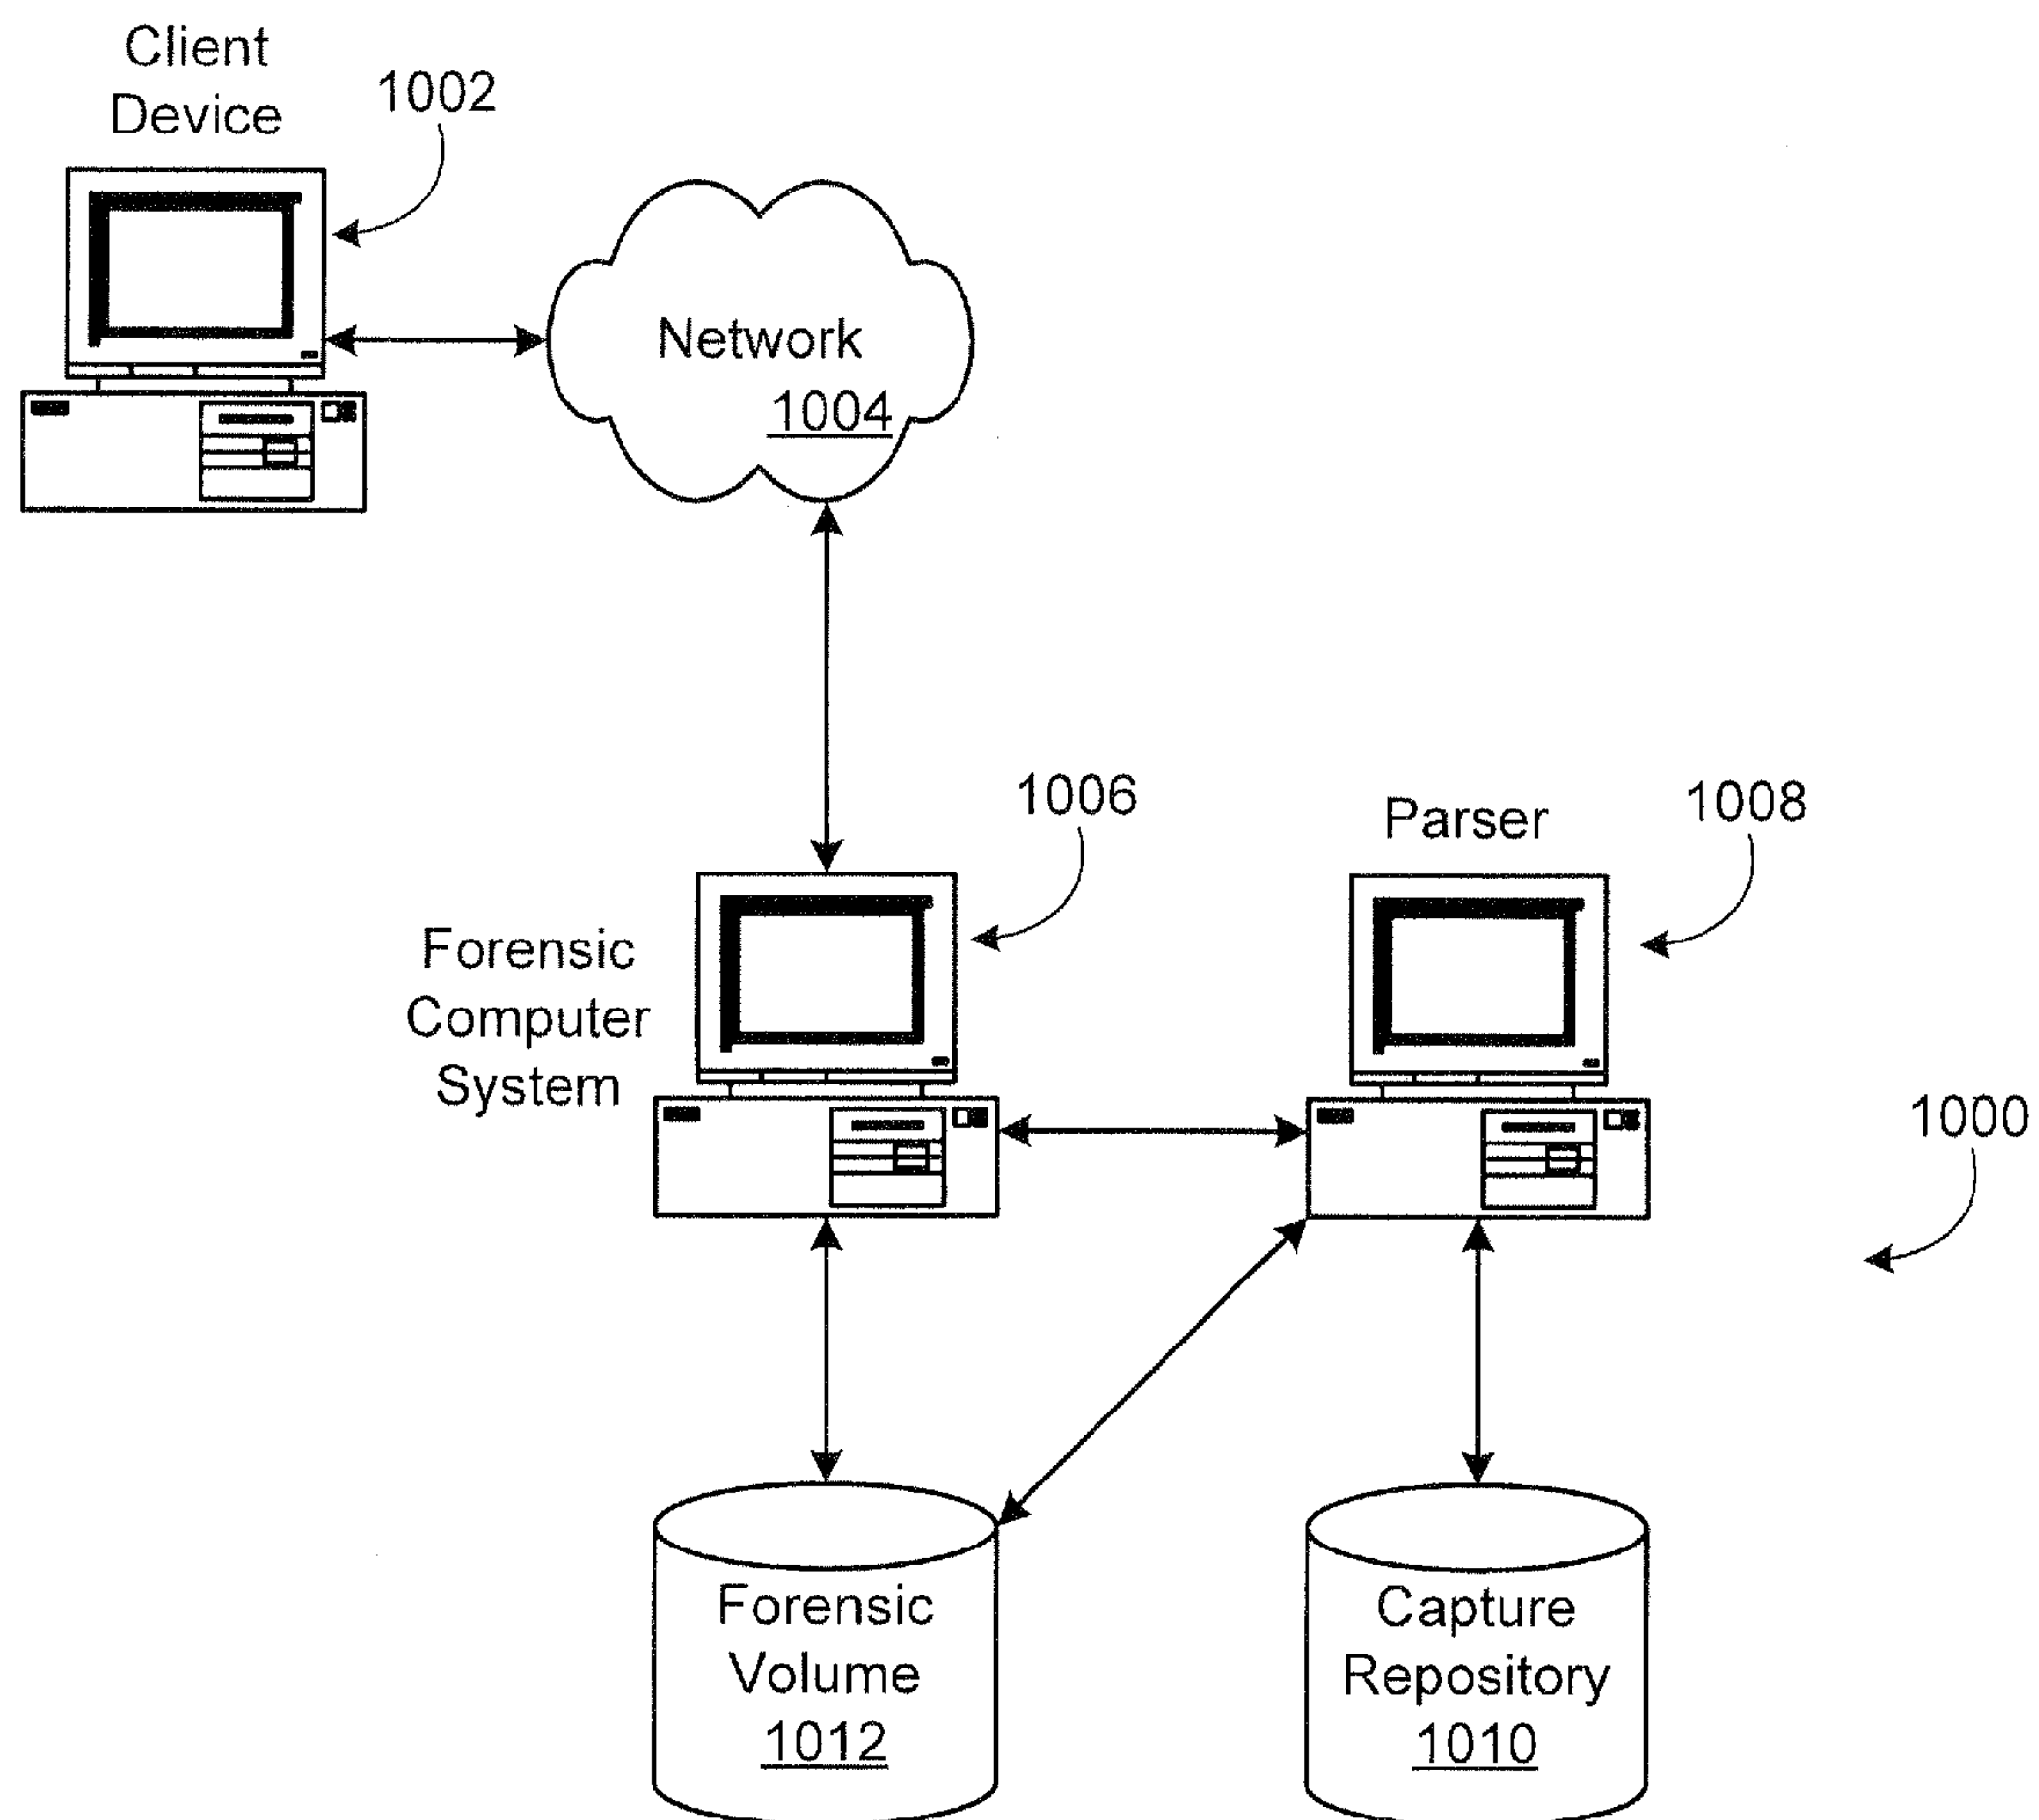 Client
Device
1002
Network
1004
1006
Parser
1008
Forensic
Computer
System
1000
Forensic
Volume
1012
Capture
Repository
1010